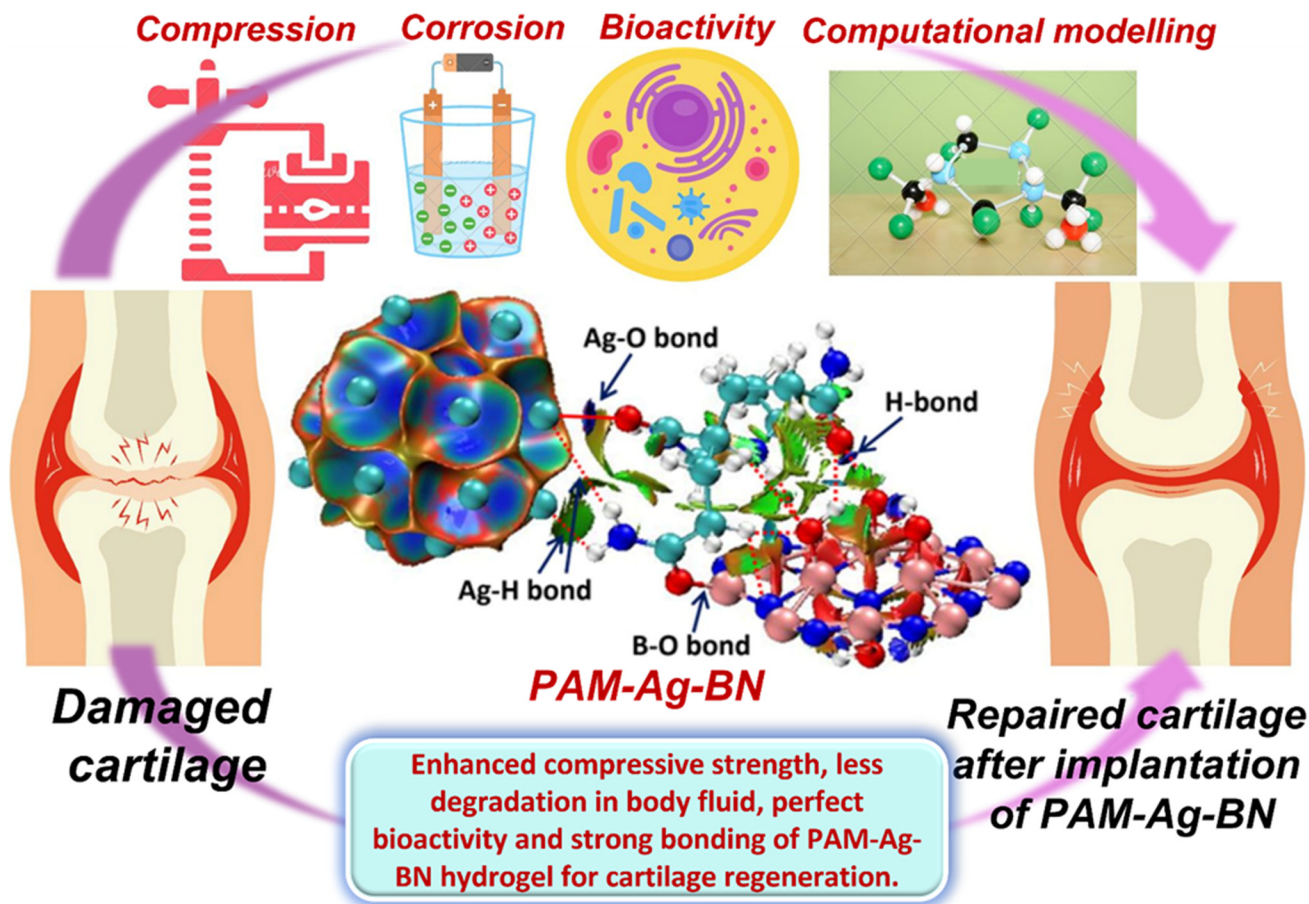 Compression
Corrosion
Bioactivity
Computational modelling
Ag-O bond
H-bond
Ag-H bond
B-O bond
PAM-Ag-BN
Damaged
cartilage
Repaired cartilage
after implantation
of PAM-Ag-BN
Enhanced compressive strength, less
degradation in body fluid, perfect
bioactivity and strong bonding of PAM-Ag-
BN hydrogel for cartilage regeneration.